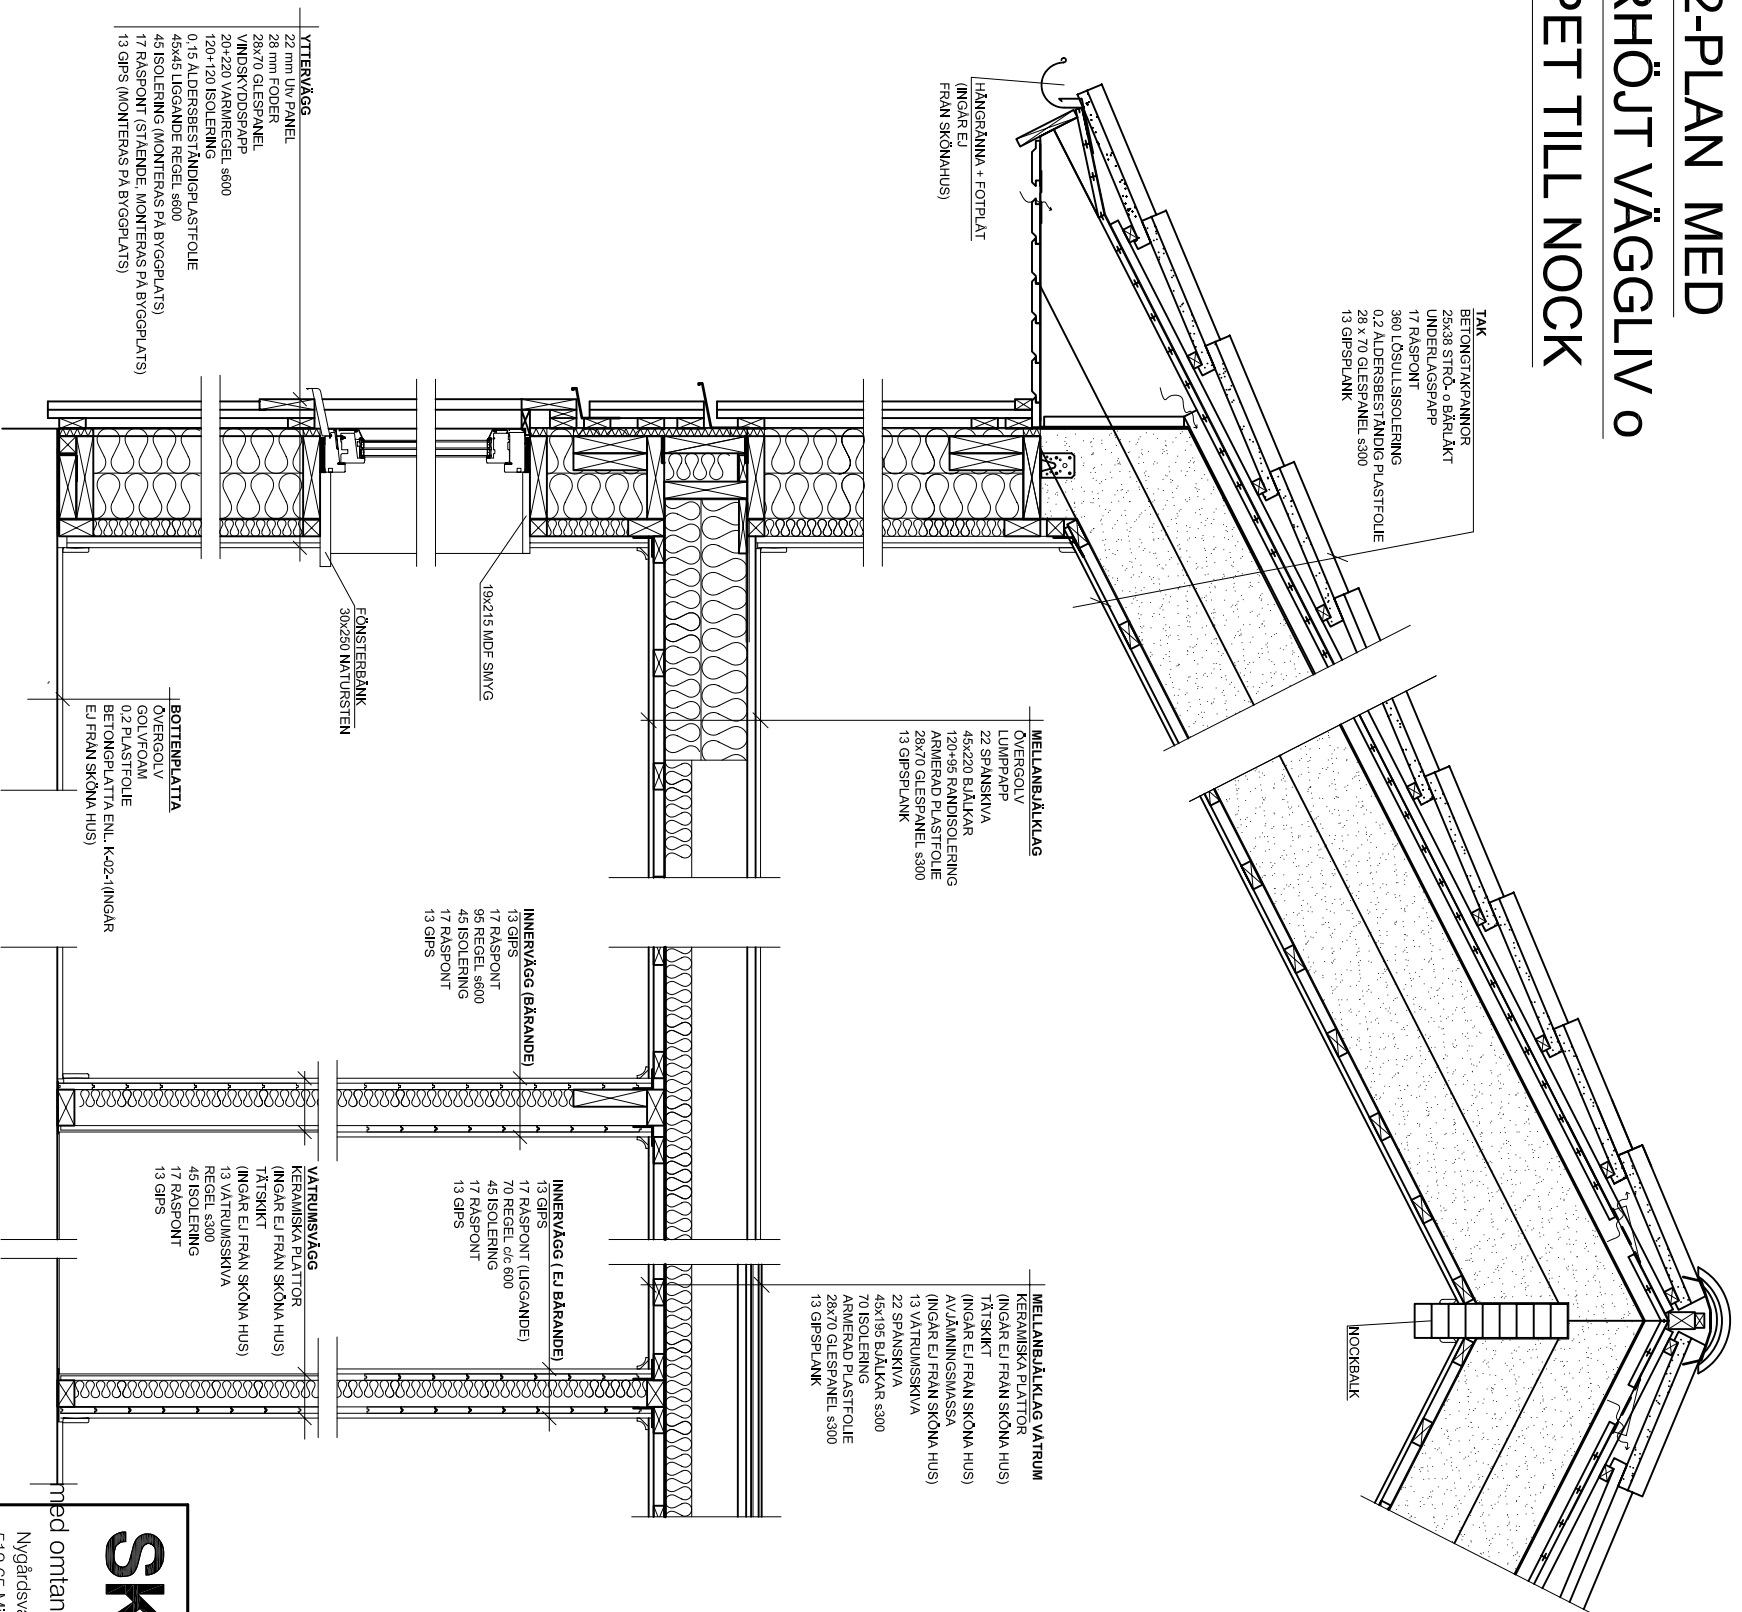 2-PLAN MED
RHÖJT VÄGGLIV o
PET TILL NOCK
TAK
BETONGTAKPANNOR
25x38 STRÖ- o BÄRLÄKT
UNDERLAGSPAPP
17 RÅSPONT
360 LÖSULLSISOLERING
0,2 ÅLDERSBESTÄNDIG PLASTFOLIE
28 x 70 GLESPANEL s300
13 GIPSPLANK
HÄNGRÄNNA + FOTPLÅT
(INGÅR EJ
FRÅN SKÖNAHUS)
NOCKBALK
YTTERVÄGG
22 mm Utv PANEL
28 mm FODER
28x70 GLESPANEL
VINDSKYDDSPAPP
20+220 VARMREGEL s600
120+120 ISOLERING
0,15 ÅLDERSBESTÄNDIGPLASTFOLIE
45x45 LIGGANDE REGEL s600
45 ISOLERING (MONTERAS PÅ BYGGPLATS)
17 RÅSPONT (STÅENDE, MONTERAS PÅ BYGGPLATS)
13 GIPS (MONTERAS PÅ BYGGPLATS)
19x215 MDF SMYG
FÖNSTERBÄNK
30x250 NATURSTEN
MELLANBJÄLKLAG
ÖVERGOLV
LUMPPAPP
22 SPÅNSKIVA
45x220 BJÄLKAR
120+95 RANDISOLERING
ARMERAD PLASTFOLIE
28x70 GLESPANEL s300
13 GIPSPLANK
MELLANBJÄLKLAG VÅTRUM
KERAMISKA PLATTOR
(INGÅR EJ FRÅN SKÖNA HUS)
TÄTSKIKT
(INGÅR EJ FRÅN SKÖNA HUS)
AVJÄMNINGSMASSA
(INGÅR EJ FRÅN SKÖNA HUS)
13 VÅTRUMSSKIVA
22 SPÅNSKIVA
45x195 BJÄLKAR s300
70 ISOLERING
ARMERAD PLASTFOLIE
28x70 GLESPANEL s300
13 GIPSPLANK
INNERVÄGG (BÄRANDE)
13 GIPS
17 RÅSPONT
95 REGEL s600
45 ISOLERING
17 RÅSPONT
13 GIPS
INNERVÄGG ( EJ BÄRANDE)
13 GIPS
17 RÅSPONT (LIGGANDE)
70 REGEL c/c 600
45 ISOLERING
17 RÅSPONT
13 GIPS
VÅTRUMSVÄGG
KERAMISKA PLATTOR
(INGÅR EJ FRÅN SKÖNA HUS)
TÄTSKIKT
(INGÅR EJ FRÅN SKÖNA HUS)
13 VÅTRUMSSKIVA
REGEL s300
45 ISOLERING
17 RÅSPONT
13 GIPS
BOTTENPLATTA
ÖVERGOLV
GOLVFOAM
0,2 PLASTFOLIE
BETONGPLATTA ENL. K-02-1(INGÅR
EJ FRÅN SKÖNA HUS)
SK
med omtan
Nygårdsvä